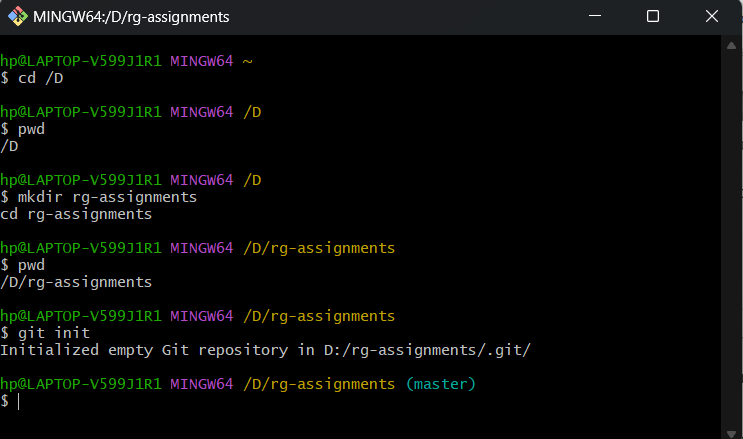 MINGW64:/D/rg-assignments
hp@LAPTOP-V599J1R1 MINGW64 ~
$ cd /D
hp@LAPTOP-V599J1R1 MINGW64 /D
$ pwd
/D
hp@LAPTOP-V599J1R1 MINGW64 /D
$ mkdir rg-assignments
cd rg-assignments
hp@LAPTOP-V599J1R1 MINGW64 /D/rg-assignments
$ pwd
/D/rg-assignments
hp@LAPTOP-V599J1R1 MINGW64 /D/rg-assignments
$ git init
Initialized empty Git repository in D:/rg-assignments/.git/
hp@LAPTOP-V599J1R1 MINGW64 /D/rg-assignments (master)
$